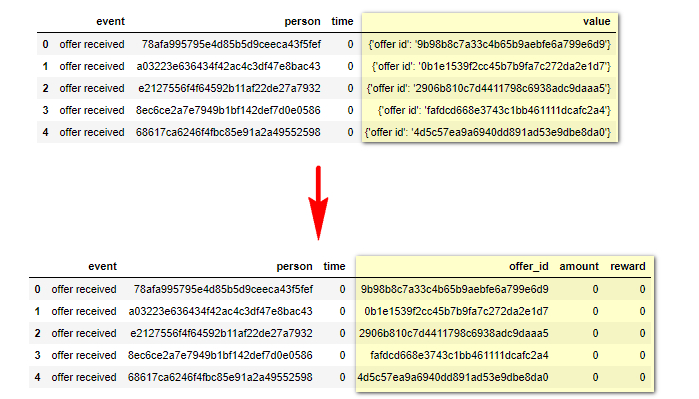 event person time value
0 offer received 78afa995795e4d85b5d9ceeca43f5fef 0 {'offer id': '9b98b8c7a33c4b65b9aebfe6a799e6d9'}
1 offer received a03223e636434f42ac4c3df47e8bac43 0 {'offer id': '0b1e1539f2cc45b7b9fa7c272da2e1d7'}
2 offer received e2127556f4f64592b11af22de27a7932 0 {'offer id': '2906b810c7d4411798c6938adc9daaa5'}
3 offer received 8ec6ce2a7e7949b1bf142def7d0e0586 0 {'offer id': 'fafdcd668e3743c1bb461111dcafc2a4'}
4 offer received 68617ca6246f4fbc85e91a2a49552598 0 {'offer id': '4d5c57ea9a6940dd891ad53e9dbe8da0'}
event person time offer_id amount reward
0 offer received 78afa995795e4d85b5d9ceeca43f5fef 0 9b98b8c7a33c4b65b9aebfe6a799e6d9 0 0
1 offer received a03223e636434f42ac4c3df47e8bac43 0 0b1e1539f2cc45b7b9fa7c272da2e1d7 0 0
2 offer received e2127556f4f64592b11af22de27a7932 0 2906b810c7d4411798c6938adc9daaa5 0 0
3 offer received 8ec6ce2a7e7949b1bf142def7d0e0586 0 fafdcd668e3743c1bb461111dcafc2a4 0 0
4 offer received 68617ca6246f4fbc85e91a2a49552598 0 4d5c57ea9a6940dd891ad53e9dbe8da0 0 0